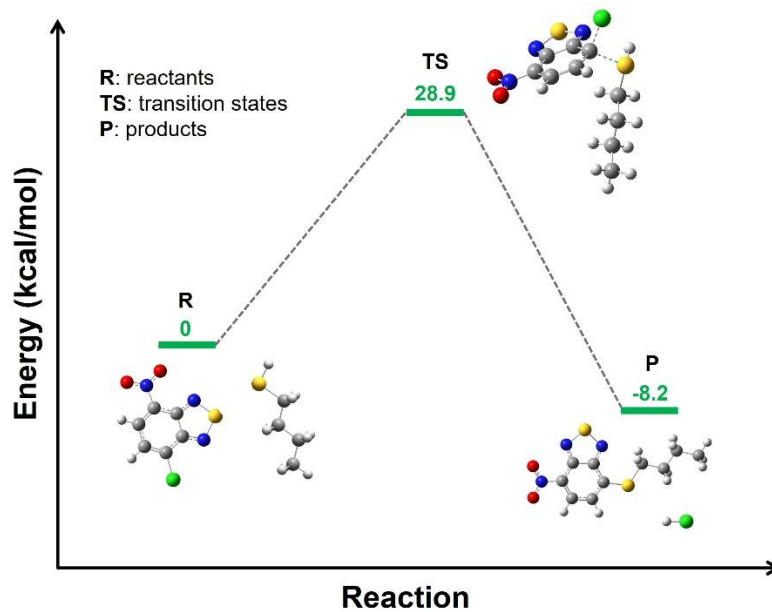 TS
28.9
R: reactants
TS: transition states
P: products
R
0
P
-8.2
Energy (kcal/mol)
Reaction